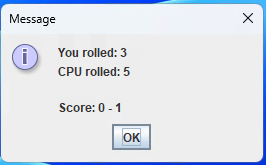 Message
You rolled: 3
CPU rolled: 5
Score: 0 - 1
OK